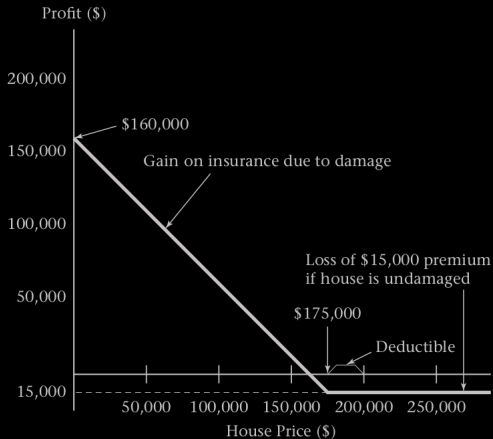 Profit ($)
200,000
$160,000
150,000
Gain on insurance due to damage
100,000
Loss of $15,000 premium
if house is undamaged
50,000
$175,000
Deductible
15,000
50,000 100,000 150,000 200,000 250,000
House Price ($)